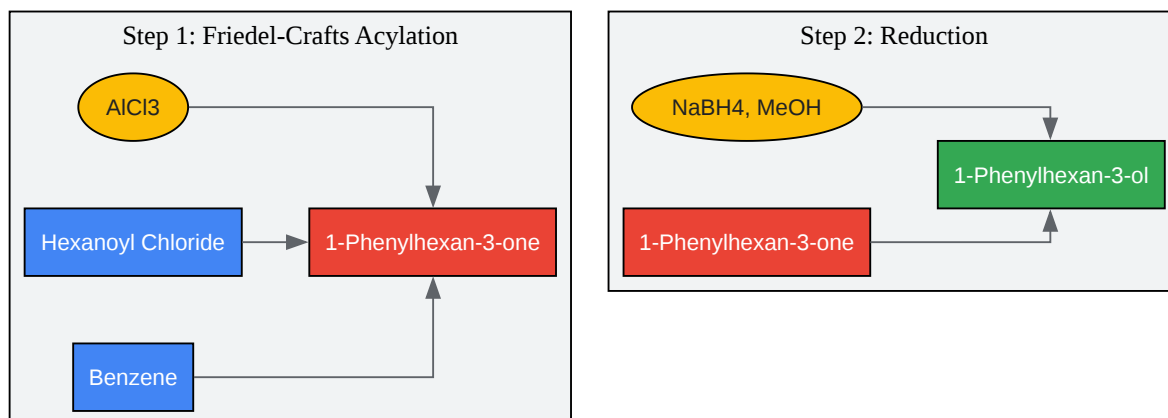 Step 1: Friedel-Crafts Acylation
AlCl3
Hexanoyl Chloride
1-Phenylhexan-3-one
Benzene
Step 2: Reduction
NaBH4, MeOH
1-Phenylhexan-3-ol
1-Phenylhexan-3-one